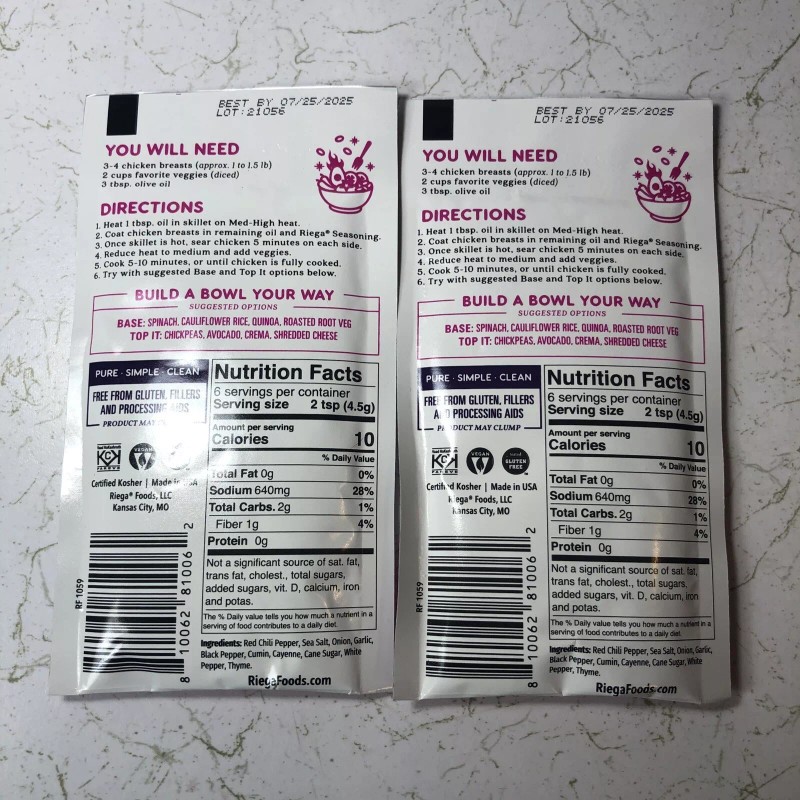 BEST BY 07/25/2025
LOT:21056
YOU WILL NEED
3-4 chicken breasts (approx. 1 to 1.5 lb)
2 cups favorite veggies (diced)
3 tbsp. olive oil
DIRECTIONS
1. Heat 1 tbsp. oil in skillet on Med-High heat.
2. Coat chicken breasts in remaining oil and Riega® Seasoning.
3. Once skillet is hot, sear chicken 5 minutes on each side.
4. Reduce heat to medium and add veggies.
5. Cook 5-10 minutes, or until chicken is fully cooked.
6. Try with suggested Base and Top It options below.
BUILD A BOWL YOUR WAY
SUGGESTED OPTIONS
BASE: SPINACH, CAULIFLOWER RICE, QUINOA, ROASTED ROOT VEG
TOP IT: CHICKPEAS, AVOCADO, CREMA, SHREDDED CHEESE
PURE · SIMPLE · CLEAN
FREE FROM GLUTEN, FILLERS
AND PROCESSING AIDS
PRODUCT MAY
VEGAN
Certified Kosher | Made in USA
Riega® Foods, LLC
Kansas City, MO
RF 1059
8 10062 81006 2
Nutrition Facts
6 servings per container
Serving size 2 tsp (4.5g)
Amount per serving
Calories 10
% Daily Value
Total Fat 0g 0%
Sodium 640mg 28%
Total Carbs. 2g 1%
Fiber 1g 4%
Protein 0g
Not a significant source of sat. fat,
trans fat, cholest., total sugars,
added sugars, vit. D, calcium, iron
and potas.
The % Daily value tells you how much a nutrient in a
serving of food contributes to a daily diet.
Ingredients: Red Chili Pepper, Sea Salt, Onion, Garlic,
Black Pepper, Cumin, Cayenne, Cane Sugar, White
Pepper, Thyme.
RiegaFoods.com
BEST BY 07/25/2025
LOT:21056
YOU WILL NEED
3-4 chicken breasts (approx. 1 to 1.5 lb)
2 cups favorite veggies (diced)
3 tbsp. olive oil
DIRECTIONS
1. Heat 1 tbsp. oil in skillet on Med-High heat.
2. Coat chicken breasts in remaining oil and Riega® Seasoning.
3. Once skillet is hot, sear chicken 5 minutes on each side.
4. Reduce heat to medium and add veggies.
5. Cook 5-10 minutes, or until chicken is fully cooked.
6. Try with suggested Base and Top It options below.
BUILD A BOWL YOUR WAY
SUGGESTED OPTIONS
BASE: SPINACH, CAULIFLOWER RICE, QUINOA, ROASTED ROOT VEG
TOP IT: CHICKPEAS, AVOCADO, CREMA, SHREDDED CHEESE
PURE · SIMPLE · CLEAN
FREE FROM GLUTEN, FILLERS
AND PROCESSING AIDS
PRODUCT MAY CLUMP
VEGAN
GLUTEN
FREE
Certified Kosher | Made in USA
Riega® Foods, LLC
Kansas City, MO
RF 1059
8 10062 81006 2
Nutrition Facts
6 servings per container
Serving size 2 tsp (4.5g)
Amount per serving
Calories 10
% Daily Value
Total Fat 0g 0%
Sodium 640mg 28%
Total Carbs. 2g 1%
Fiber 1g 4%
Protein 0g
Not a significant source of sat. fat,
trans fat, cholest., total sugars,
added sugars, vit. D, calcium, iron
and potas.
The % Daily value tells you how much a nutrient in a
serving of food contributes to a daily diet.
Ingredients: Red Chili Pepper, Sea Salt, Onion, Garlic,
Black Pepper, Cumin, Cayenne, Cane Sugar, White
Pepper, Thyme.
RiegaFoods.com